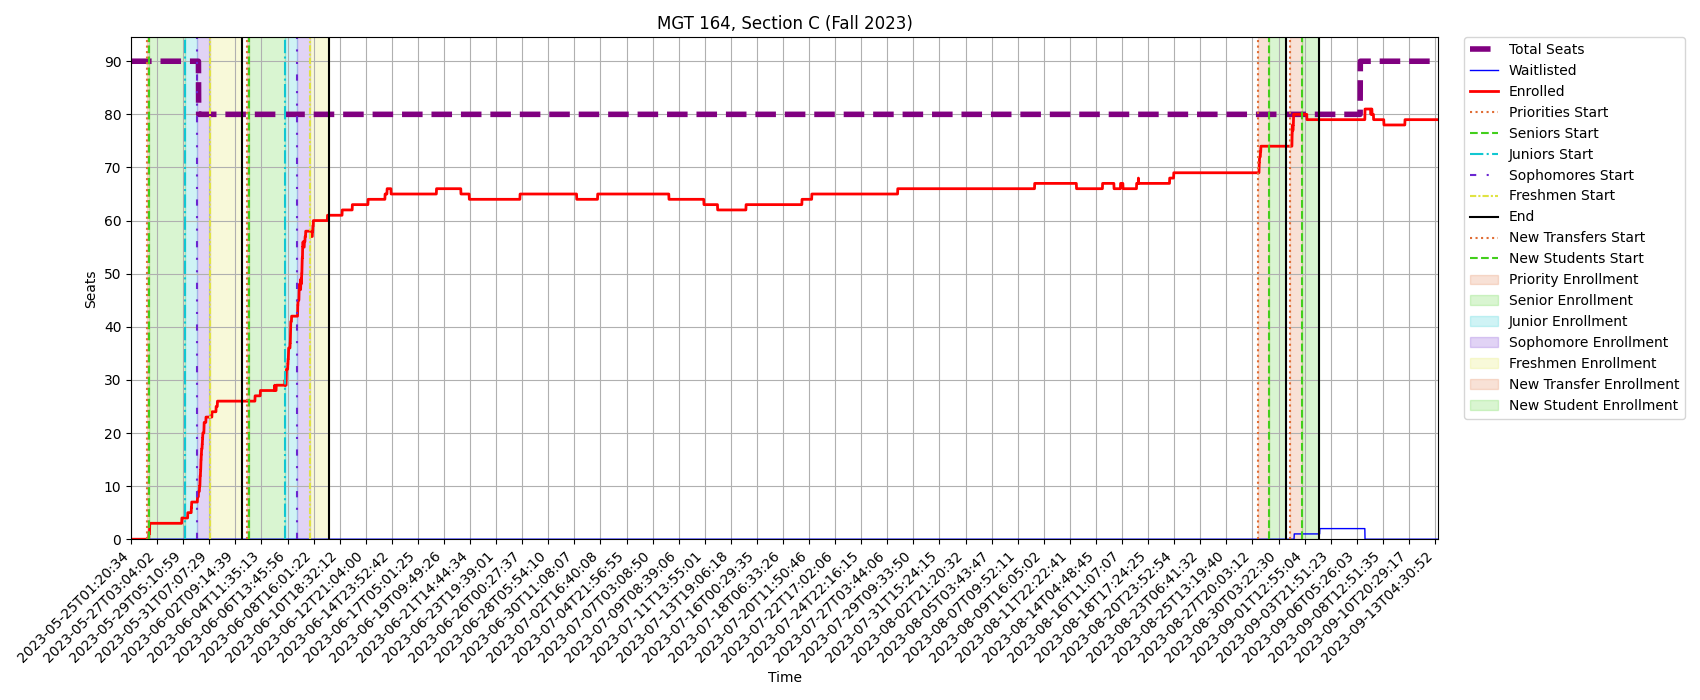 MGT 164, Section C (Fall 2023)
Seats
90
80
70
60
50
40
30
20
10
0
2023-05-25T01:20:34
2023-05-27T03:04:02
2023-05-29T05:10:59
2023-05-31T07:07:29
2023-06-02T09:14:39
2023-06-04T11:35:13
2023-06-06T13:45:56
2023-06-08T16:01:22
2023-06-10T18:32:12
2023-06-12T21:04:00
2023-06-14T23:52:42
2023-06-17T05:01:25
2023-06-19T09:49:26
2023-06-21T14:44:34
2023-06-23T19:39:01
2023-06-26T00:27:37
2023-06-28T05:54:10
2023-06-30T11:08:07
2023-07-02T16:40:08
2023-07-04T21:56:55
2023-07-07T03:08:50
2023-07-09T08:39:06
2023-07-11T13:55:01
2023-07-13T19:06:18
2023-07-16T00:29:35
2023-07-18T06:33:26
2023-07-20T11:50:46
2023-07-22T17:02:06
2023-07-24T22:16:15
2023-07-27T03:44:06
2023-07-29T09:33:50
2023-07-31T15:24:15
2023-08-02T21:20:32
2023-08-05T03:43:47
2023-08-07T09:52:11
2023-08-09T16:05:02
2023-08-11T22:22:41
2023-08-14T04:48:45
2023-08-16T11:07:07
2023-08-18T17:24:25
2023-08-20T23:52:54
2023-08-23T06:41:32
2023-08-25T13:19:40
2023-08-27T20:03:12
2023-08-30T03:22:30
2023-09-01T12:55:04
2023-09-03T21:51:23
2023-09-06T05:26:03
2023-09-08T12:51:35
2023-09-10T20:29:17
2023-09-13T04:30:52
Time
Total Seats
Waitlisted
Enrolled
Priorities Start
Seniors Start
Juniors Start
Sophomores Start
Freshmen Start
End
New Transfers Start
New Students Start
Priority Enrollment
Senior Enrollment
Junior Enrollment
Sophomore Enrollment
Freshmen Enrollment
New Transfer Enrollment
New Student Enrollment